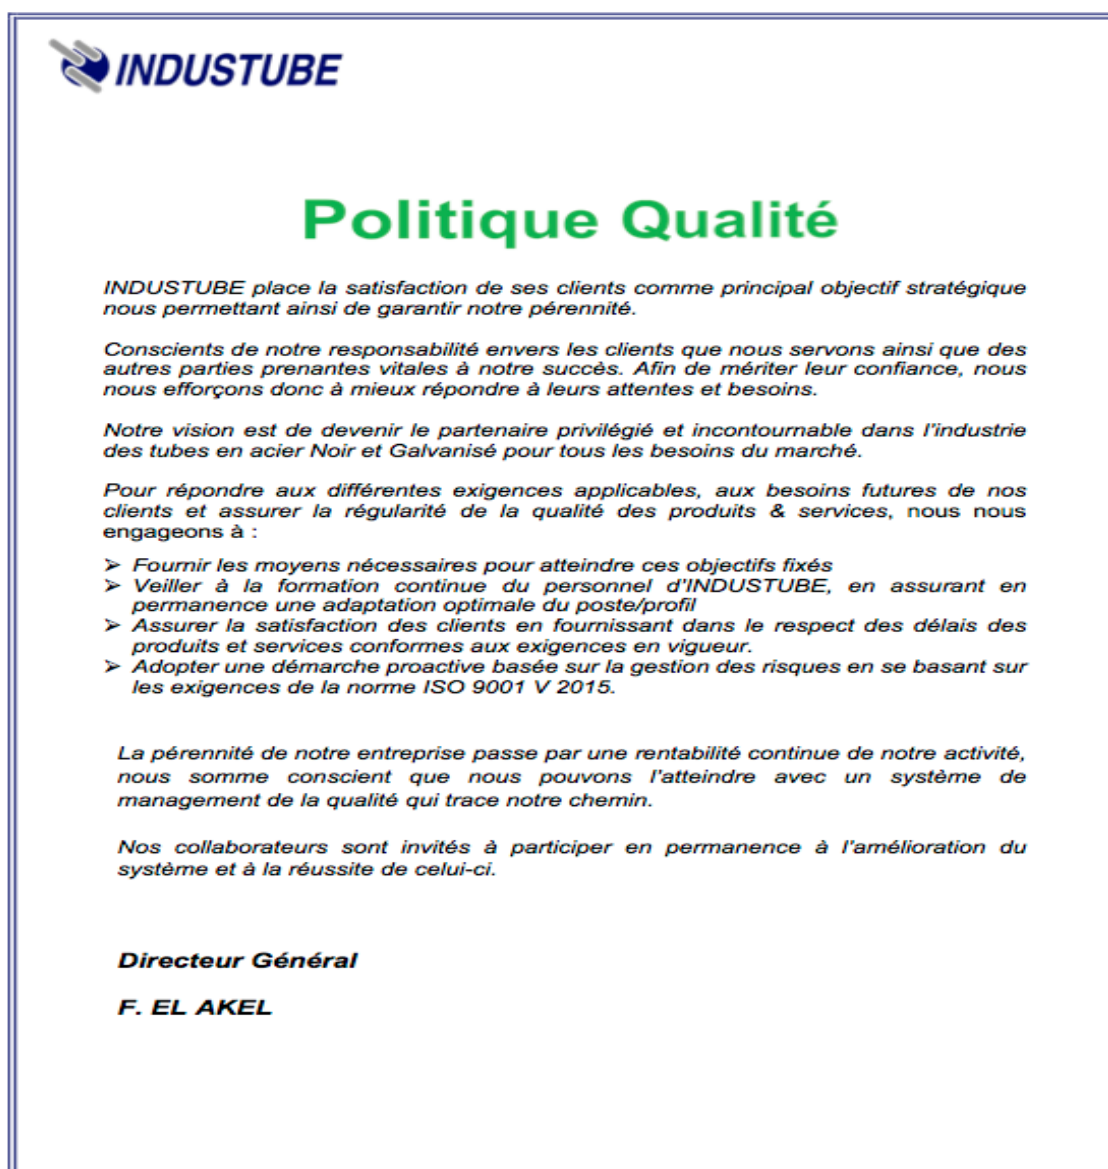 INDUSTUBE
Politique Qualité
INDUSTUBE place la satisfaction de ses clients comme principal objectif stratégique
nous permettant ainsi de garantir notre pérennité.
Conscients de notre responsabilité envers les clients que nous servons ainsi que des
autres parties prenantes vitales à notre succès. Afin de mériter leur confiance, nous
nous efforçons donc à mieux répondre à leurs attentes et besoins.
Notre vision est de devenir le partenaire privilégié et incontournable dans l'industrie
des tubes en acier Noir et Galvanisé pour tous les besoins du marché.
Pour répondre aux différentes exigences applicables, aux besoins futures de nos
clients et assurer la régularité de la qualité des produits & services, nous nous
engageons à :
➢ Fournir les moyens nécessaires pour atteindre ces objectifs fixés
➢ Veiller à la formation continue du personnel d'INDUSTUBE, en assurant en
permanence une adaptation optimale du poste/profil
➢ Assurer la satisfaction des clients en fournissant dans le respect des délais des
produits et services conformes aux exigences en vigueur.
➢ Adopter une démarche proactive basée sur la gestion des risques en se basant sur
les exigences de la norme ISO 9001 V 2015.
La pérennité de notre entreprise passe par une rentabilité continue de notre activité,
nous somme conscient que nous pouvons l'atteindre avec un système de
management de la qualité qui trace notre chemin.
Nos collaborateurs sont invités à participer en permanence à l'amélioration du
système et à la réussite de celui-ci.
Directeur Général
F. EL AKEL